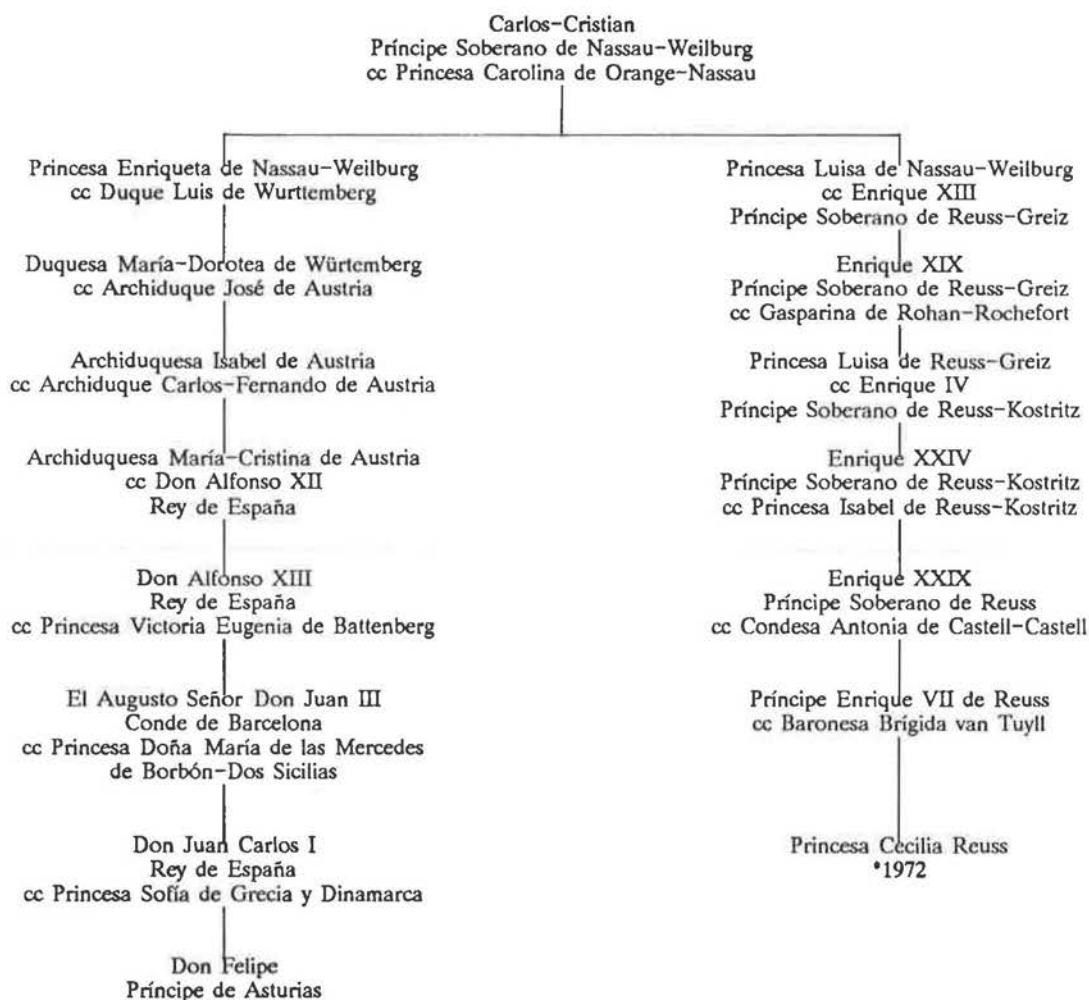 Carlos-Cristian
Príncipe Soberano de Nassau-Weilburg
cc Princesa Carolina de Orange-Nassau
Princesa Enriqueta de Nassau-Weilburg
cc Duque Luis de Wurttemberg
Duquesa María-Dorotea de Würtemberg
cc Archiduque José de Austria
Archiduquesa Isabel de Austria
cc Archiduque Carlos-Fernando de Austria
Archiduquesa María-Cristina de Austria
cc Don Alfonso XII
Rey de España
Don Alfonso XIII
Rey de España
cc Princesa Victoria Eugenia de Battenberg
El Augusto Señor Don Juan III
Conde de Barcelona
cc Princesa Doña María de las Mercedes
de Borbón-Dos Sicilias
Don Juan Carlos I
Rey de España
cc Princesa Sofía de Grecia y Dinamarca
Don Felipe
Príncipe de Asturias
Princesa Luisa de Nassau-Weilburg
cc Enrique XIII
Príncipe Soberano de Reuss-Greiz
Enrique XIX
Príncipe Soberano de Reuss-Greiz
cc Gasparina de Rohan-Rochefort
Princesa Luisa de Reuss-Greiz
cc Enrique IV
Príncipe Soberano de Reuss-Kostritz
Enrique XXIV
Príncipe Soberano de Reuss-Kostritz
cc Princesa Isabel de Reuss-Kostritz
Enrique XXIX
Príncipe Soberano de Reuss
cc Condesa Antonia de Castell-Castell
Príncipe Enrique VII de Reuss
cc Baronesa Brígida van Tuyll
Princesa Cecilia Reuss
*1972